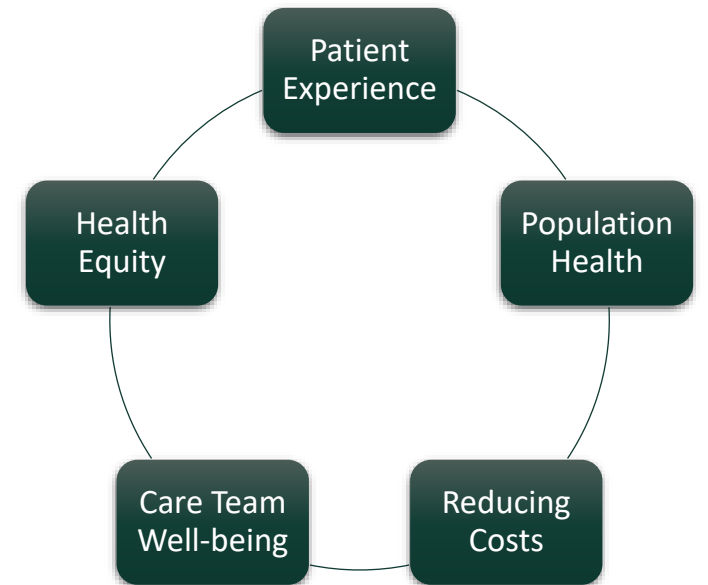 Patient
Experience
Population
Health
Reducing
Costs
Care Team
Well-being
Health
Equity